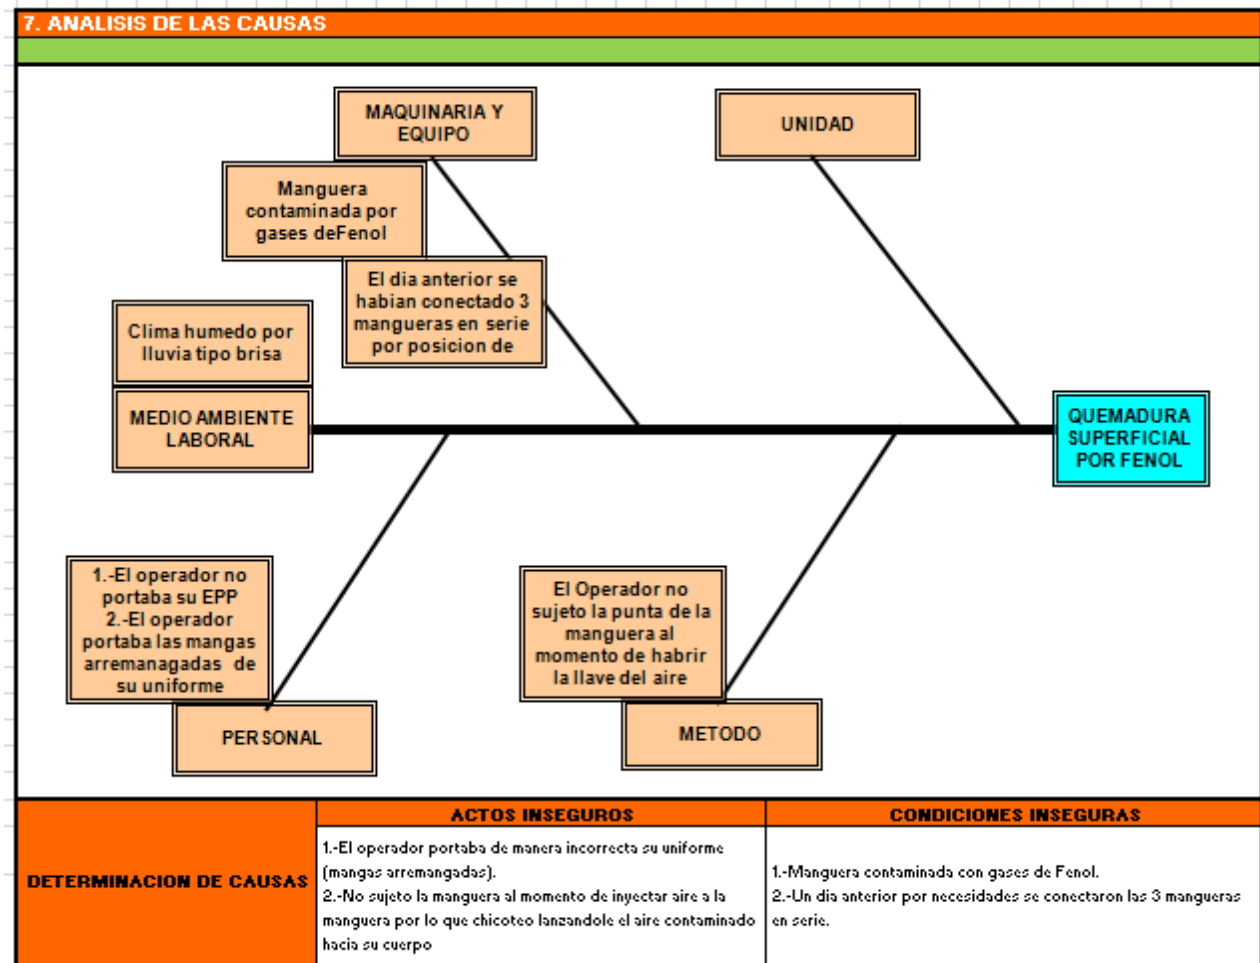 7. ANALISIS DE LAS CAUSAS
MAQUINARIA Y
EQUIPO
UNIDAD
Manguera
contaminada por
gases deFenol
El dia anterior se
habian conectado 3
mangueras en serie
por posicion de
Clima humedo por
lluvia tipo brisa
MEDIO AMBIENTE
LABORAL
QUEMADURA
SUPERFICIAL
POR FENOL
1.-El operador no
portaba su EPP
2.-El operador
portaba las mangas
arremanagadas de
su uniforme
PERSONAL
El Operador no
sujeto la punta de la
manguera al
momento de habrir
la llave del aire
METODO
DETERMINACION DE CAUSAS
ACTOS INSEGUROS
1.-El operador portaba de manera incorrecta su uniforme
(mangas arremangadas).
2.-No sujeto la manguera al momento de inyectar aire a la
manguera por lo que chicoteo lanzandole el aire contaminado
hacia su cuerpo
CONDICIONES INSEGURAS
1.-Manguera contaminada con gases de Fenol.
2.-Un dia anterior por necesidades se conectaron las 3 mangueras
en serie.